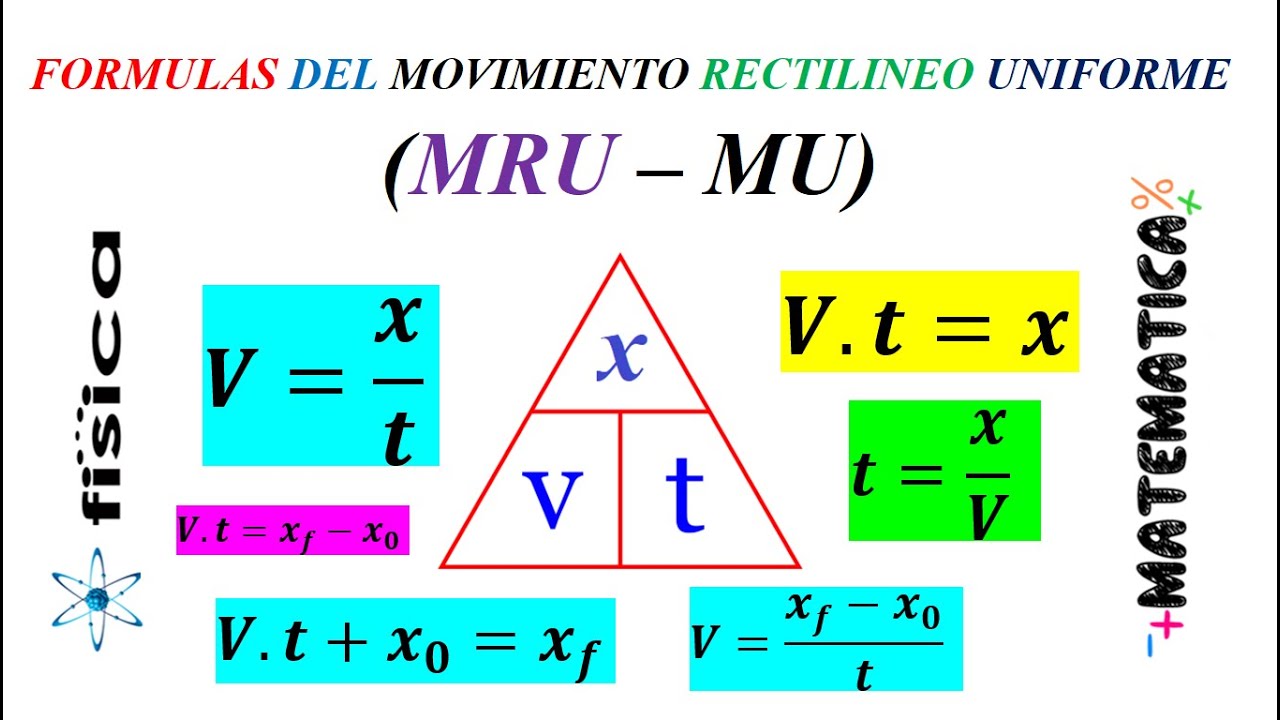 FORMULAS DEL MOVIMIENTO RECTILINEO UNIFORME
(MRU – MU)
física
V = x/t
V.t = x_f − x_0
V.t + x_0 = x_f
x
v t
V.t = x
t = x/V
V = (x_f − x_0)/t
% +
MATEMATICA
- +